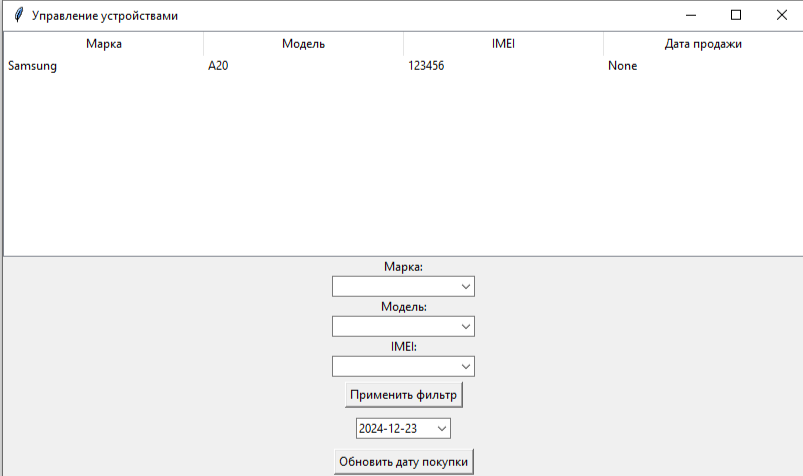 Управление устройствами
Марка Модель IMEI Дата продажи
Samsung A20 123456 None
Марка:
Модель:
IMEI:
Применить фильтр
2024-12-23
Обновить дату покупки